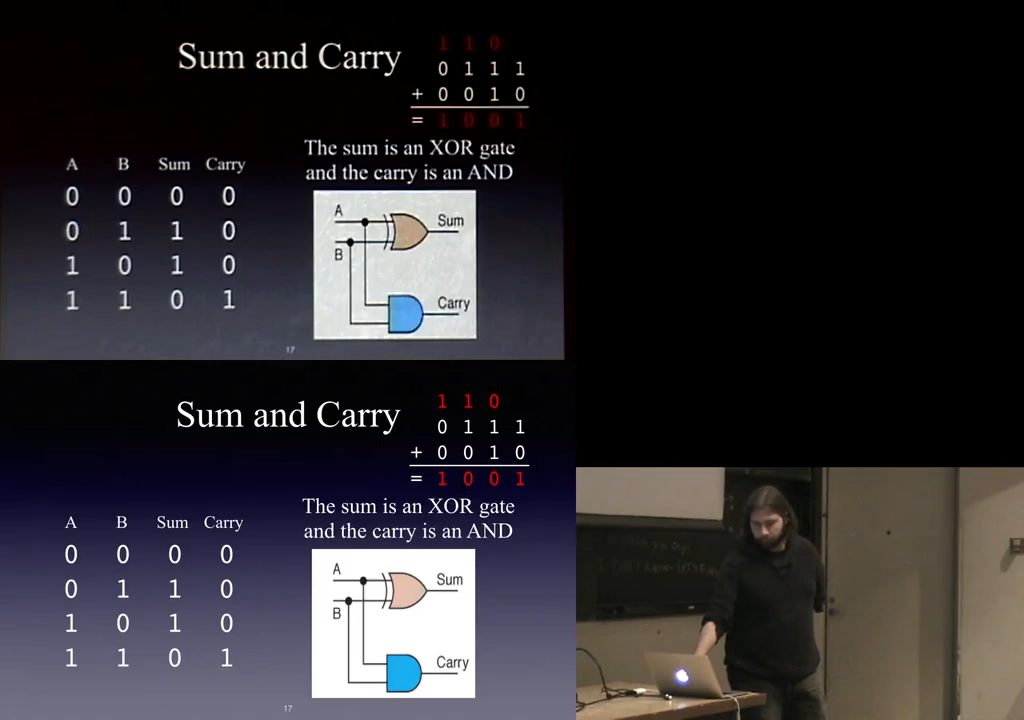 Sum and Carry
1 1 0
0 1 1 1
+ 0 0 1 0
= 1 0 0 1
The sum is an XOR gate
and the carry is an AND
A B Sum Carry
0 0 0 0
0 1 1 0
1 0 1 0
1 1 0 1
A
B
Sum
Carry
17
Sum and Carry
1 1 0
0 1 1 1
+ 0 0 1 0
= 1 0 0 1
The sum is an XOR gate
and the carry is an AND
A B Sum Carry
0 0 0 0
0 1 1 0
1 0 1 0
1 1 0 1
A
B
Sum
Carry
17